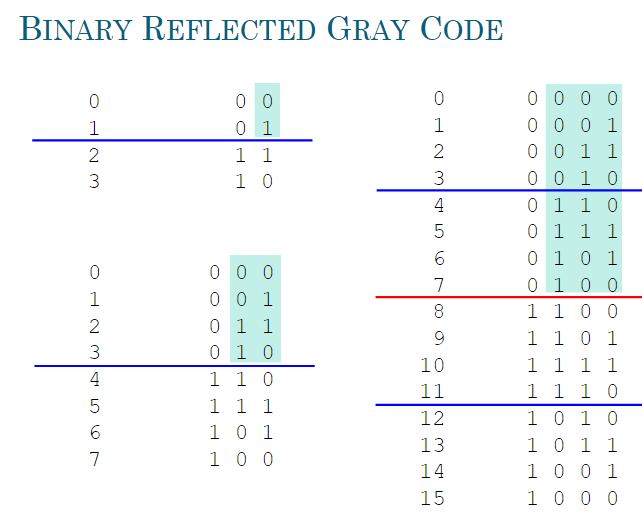 BINARY REFLECTED GRAY CODE
0 0 0
1 0 1
2 1 1
3 1 0
0 0 0 0
1 0 0 1
2 0 1 1
3 0 1 0
4 1 1 0
5 1 1 1
6 1 0 1
7 1 0 0
0 0 0 0 0
1 0 0 0 1
2 0 0 1 1
3 0 0 1 0
4 0 1 1 0
5 0 1 1 1
6 0 1 0 1
7 0 1 0 0
8 1 1 0 0
9 1 1 0 1
10 1 1 1 1
11 1 1 1 0
12 1 0 1 0
13 1 0 1 1
14 1 0 0 1
15 1 0 0 0